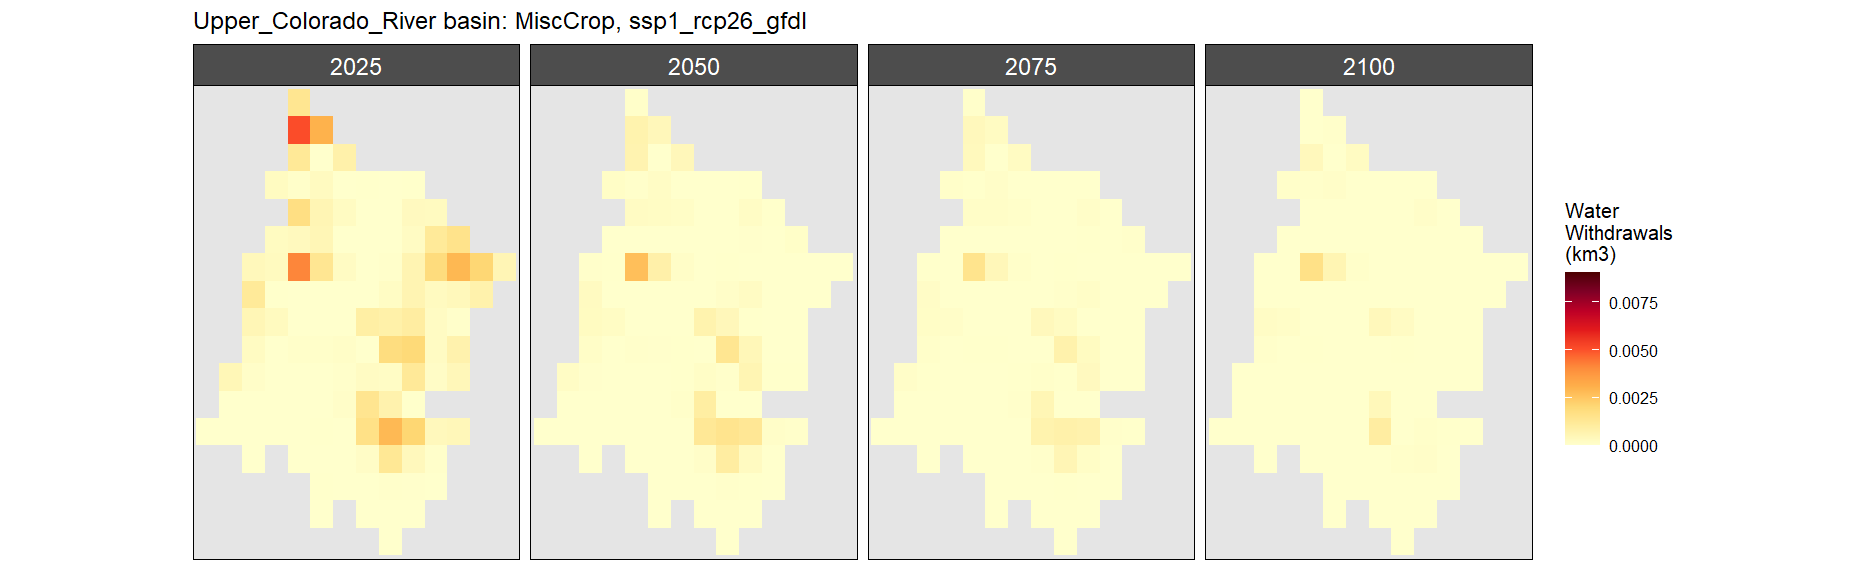 Upper_Colorado_River basin: MiscCrop, ssp1_rcp26_gfdl
2025 2050 2075 2100
Water
Withdrawals
(km3)
0.0075
0.0050
0.0025
0.0000